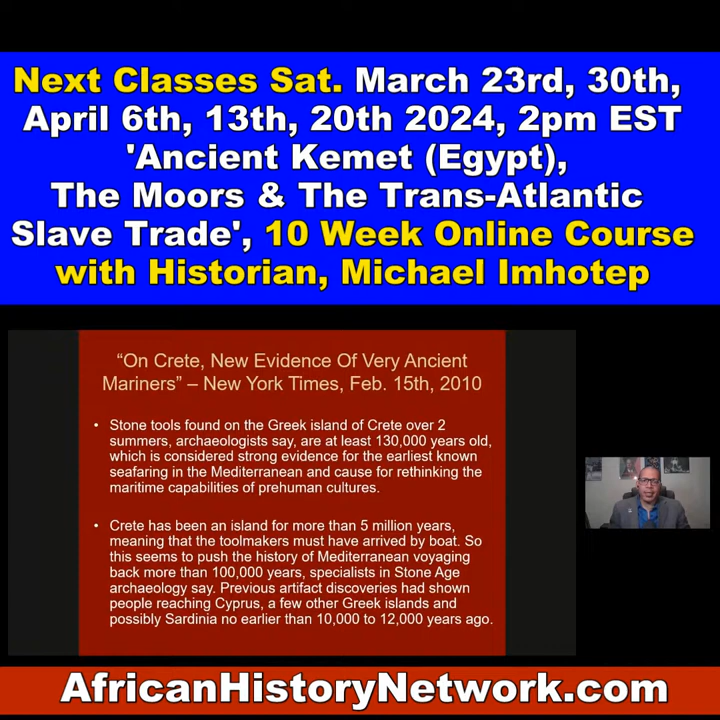 Next Classes Sat. March 23rd, 30th,
April 6th, 13th, 20th 2024, 2pm EST
'Ancient Kemet (Egypt),
The Moors & The Trans-Atlantic
Slave Trade', 10 Week Online Course
with Historian, Michael Imhotep
“On Crete, New Evidence Of Very Ancient
Mariners” – New York Times, Feb. 15th, 2010
• Stone tools found on the Greek island of Crete over 2
summers, archaeologists say, are at least 130,000 years old,
which is considered strong evidence for the earliest known
seafaring in the Mediterranean and cause for rethinking the
maritime capabilities of prehuman cultures.
• Crete has been an island for more than 5 million years,
meaning that the toolmakers must have arrived by boat. So
this seems to push the history of Mediterranean voyaging
back more than 100,000 years, specialists in Stone Age
archaeology say. Previous artifact discoveries had shown
people reaching Cyprus, a few other Greek islands and
possibly Sardinia no earlier than 10,000 to 12,000 years ago.
AfricanHistoryNetwork.com